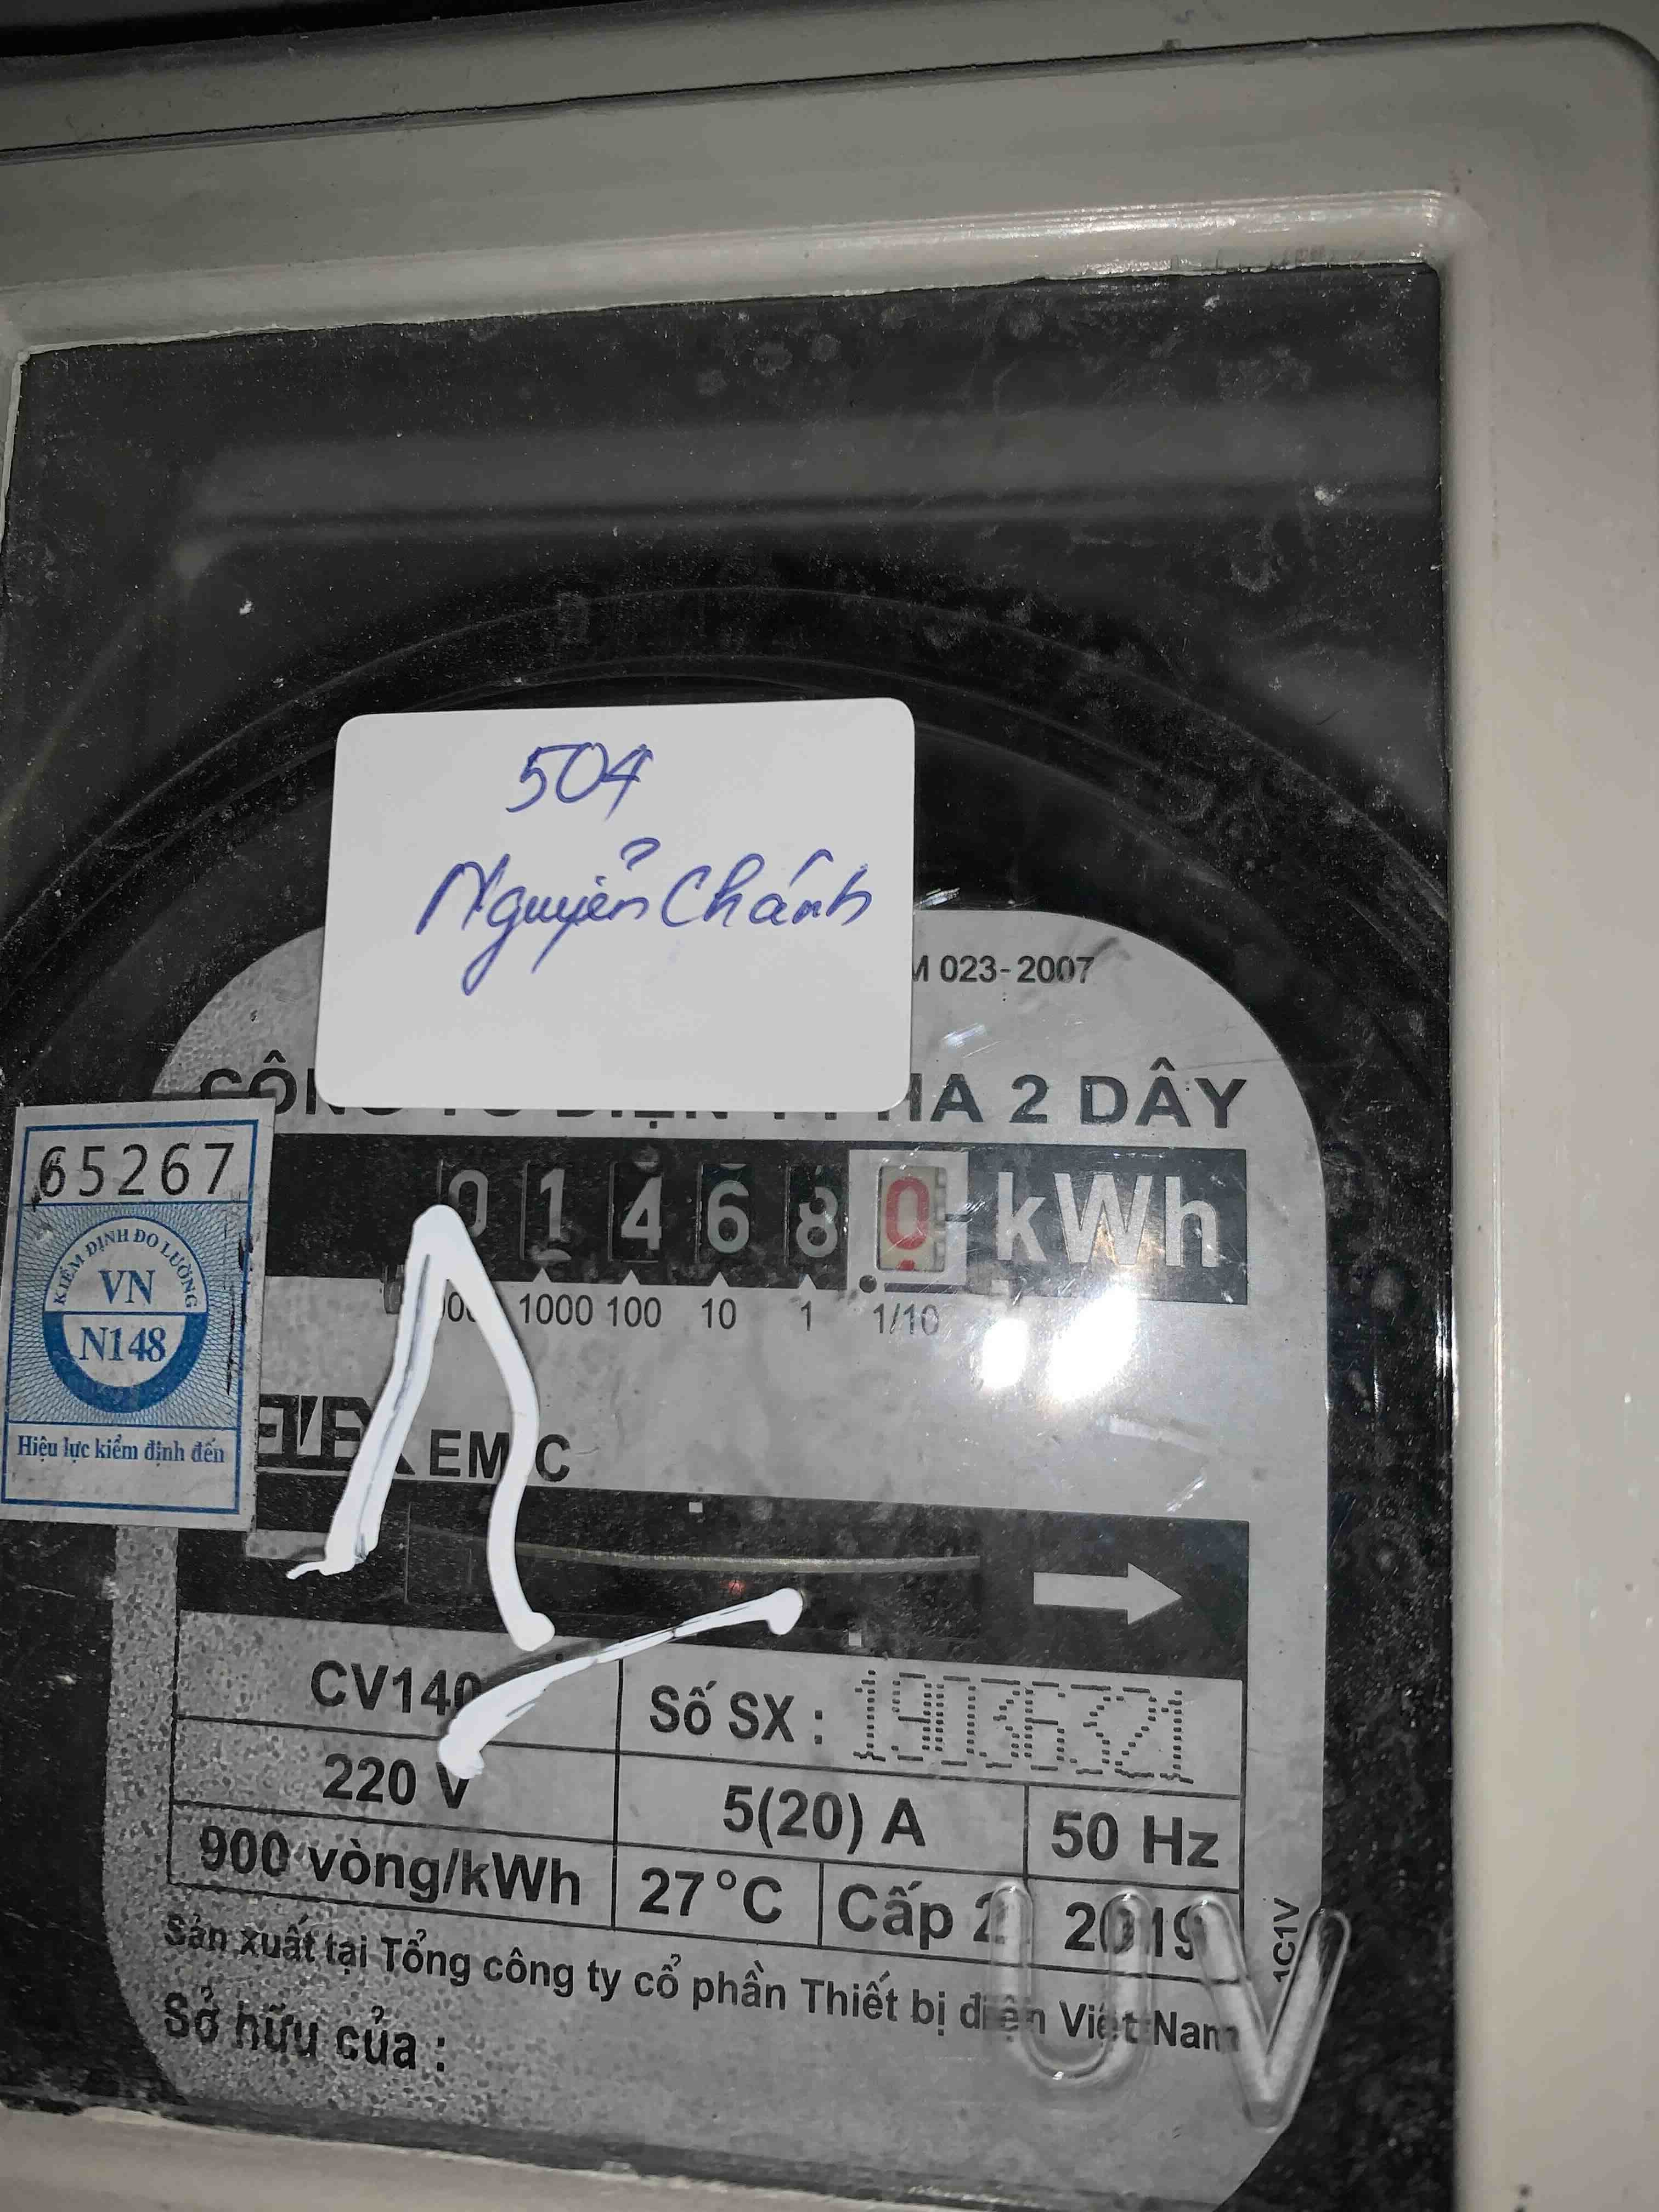 504
Nguyễn Chánh
M 023-2007
PHA 2 DÂY
65267
KIỂM ĐỊNH ĐO LƯỜNG
VN
N148
Hiệu lực kiểm định đến
0 1 4 6 8 0 kWh
1000 100 10 1 1/10
EMIC
CV140
Số SX : 19036321
220 V
5(20) A
50 Hz
900 vòng/kWh
27°C
Cấp 2
2019
1C1V
UV
Sản xuất tại Tổng công ty cổ phần Thiết bị điện Việt Nam
Sở hữu của :